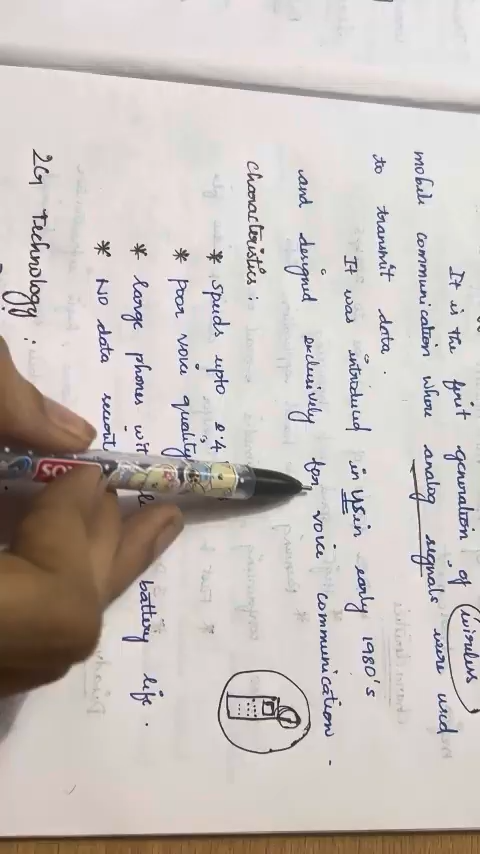 It is the first generation of wireless
mobile communication where analog signals were used
to transmit data.
It was introduced in US in early 1980's
and designed exclusively for voice communication.
Characteristics:
* Speeds upto 2.4
* Poor voice quality
* Large phones battery life.
* No data
2G Technology:
SOS